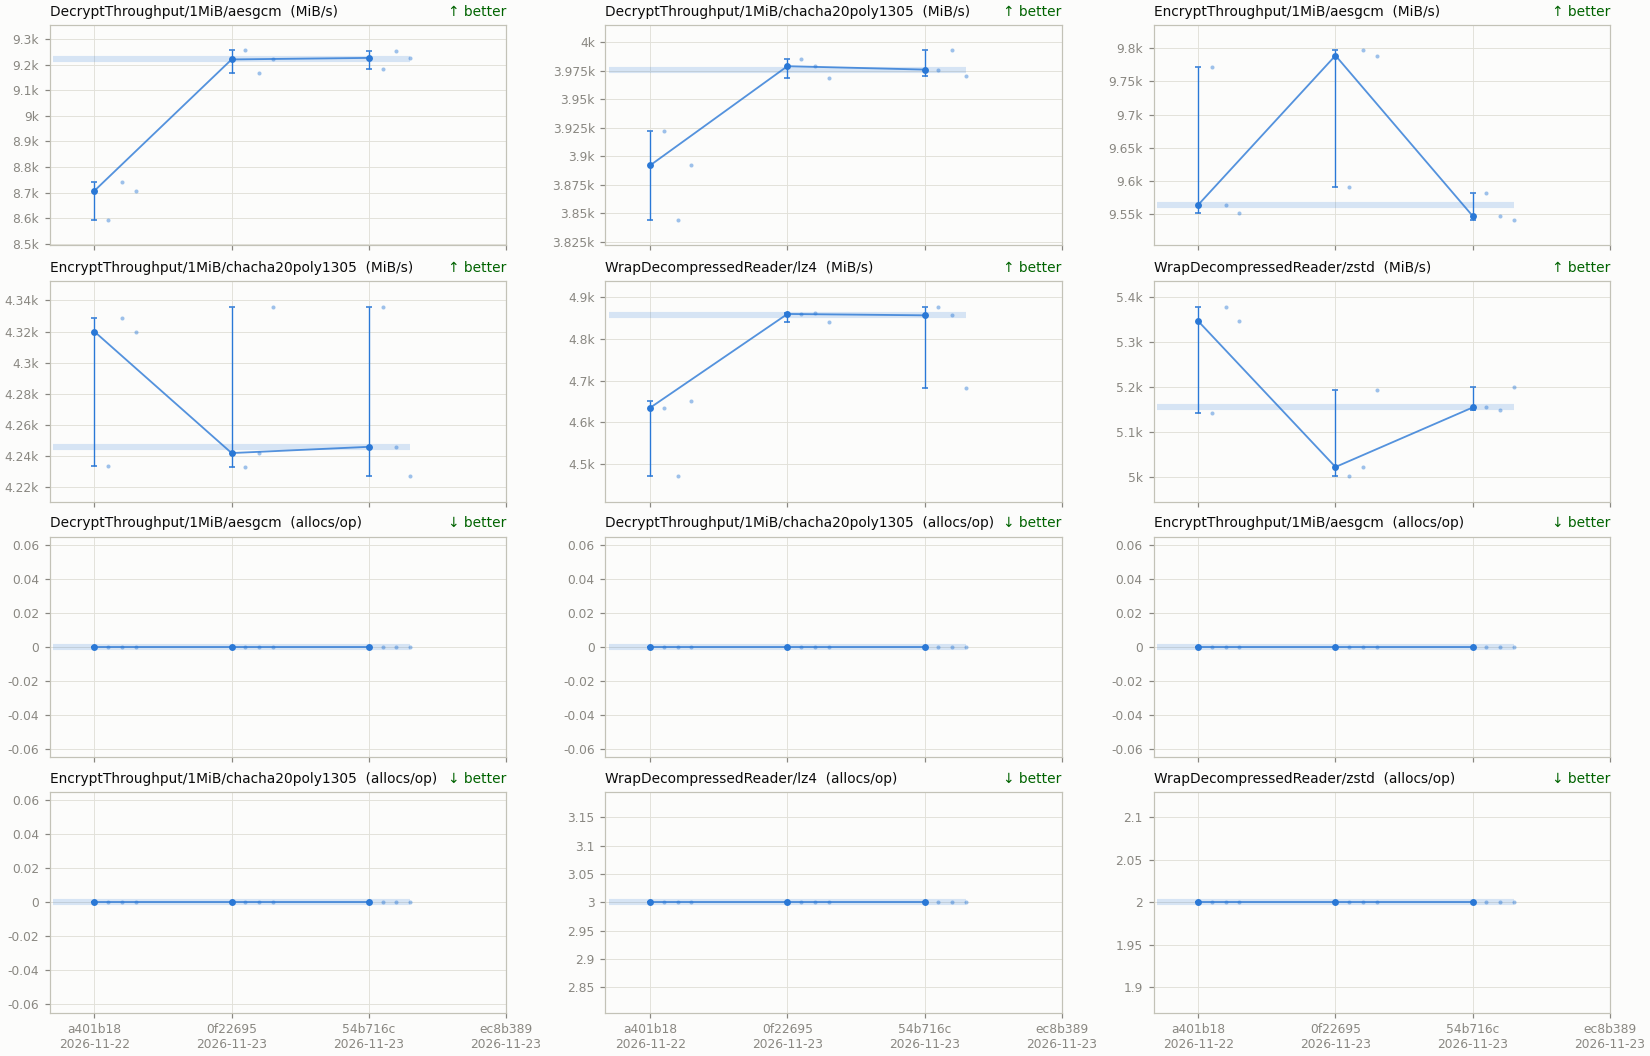 DecryptThroughput/1MiB/aesgcm (MiB/s) ↑ better
9.3k
9.2k
9.1k
9k
8.9k
8.8k
8.7k
8.6k
8.5k
DecryptThroughput/1MiB/chacha20poly1305 (MiB/s) ↑ better
4k
3.975k
3.95k
3.925k
3.9k
3.875k
3.85k
3.825k
EncryptThroughput/1MiB/aesgcm (MiB/s) ↑ better
9.8k
9.75k
9.7k
9.65k
9.6k
9.55k
EncryptThroughput/1MiB/chacha20poly1305 (MiB/s) ↑ better
4.34k
4.32k
4.3k
4.28k
4.26k
4.24k
4.22k
WrapDecompressedReader/lz4 (MiB/s) ↑ better
4.9k
4.8k
4.7k
4.6k
4.5k
WrapDecompressedReader/zstd (MiB/s) ↑ better
5.4k
5.3k
5.2k
5.1k
5k
DecryptThroughput/1MiB/aesgcm (allocs/op) ↓ better
0.06
0.04
0.02
0
-0.02
-0.04
-0.06
DecryptThroughput/1MiB/chacha20poly1305 (allocs/op) ↓ better
0.06
0.04
0.02
0
-0.02
-0.04
-0.06
EncryptThroughput/1MiB/aesgcm (allocs/op) ↓ better
0.06
0.04
0.02
0
-0.02
-0.04
-0.06
EncryptThroughput/1MiB/chacha20poly1305 (allocs/op) ↓ better
0.06
0.04
0.02
0
-0.02
-0.04
-0.06
a401b18 0f22695 54b716c ec8b389
2026-11-22 2026-11-23 2026-11-23 2026-11-23
WrapDecompressedReader/lz4 (allocs/op) ↓ better
3.15
3.1
3.05
3
2.95
2.9
2.85
a401b18 0f22695 54b716c ec8b389
2026-11-22 2026-11-23 2026-11-23 2026-11-23
WrapDecompressedReader/zstd (allocs/op) ↓ better
2.1
2.05
2
1.95
1.9
a401b18 0f22695 54b716c ec8b389
2026-11-22 2026-11-23 2026-11-23 2026-11-23